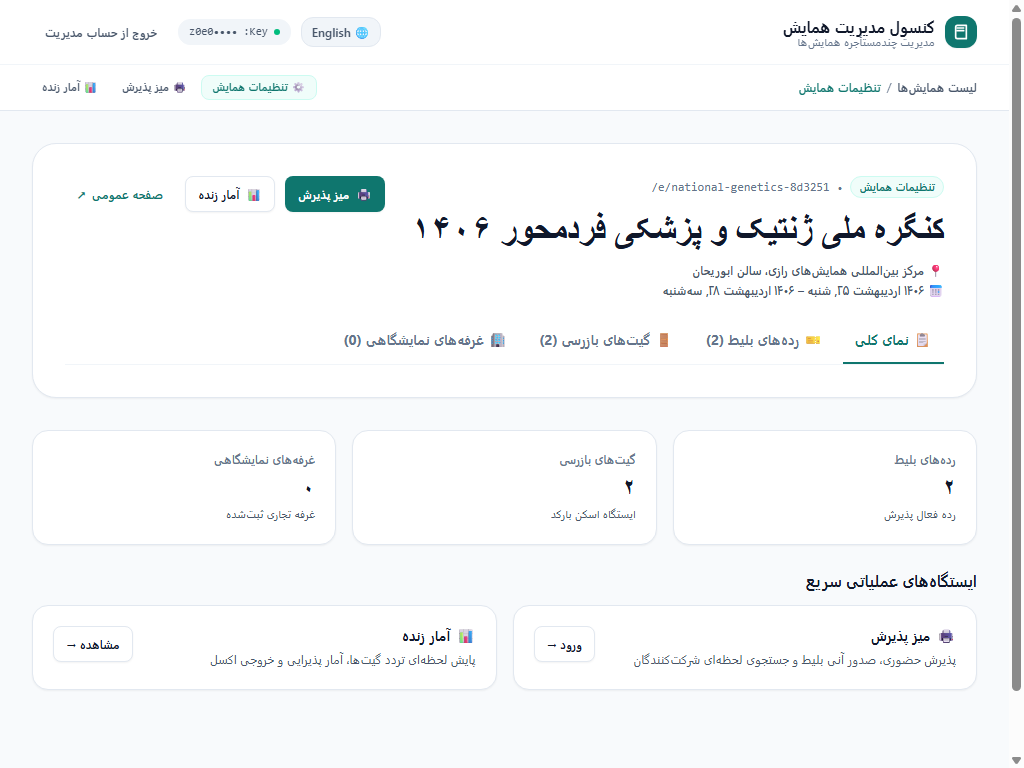 کنسول مدیریت همایش
مدیریت چندمستاجره همایش‌ها
English
Key: z0e0••••
خروج از حساب مدیریت
لیست همایش‌ها / تنظیمات همایش
تنظیمات همایش
میز پذیرش
آمار زنده
تنظیمات همایش • /e/national-genetics-8d3251
میز پذیرش
آمار زنده
صفحه عمومی ↗
کنگره ملی ژنتیک و پزشکی فردمحور ۱۴۰۶
مرکز بین‌المللی همایش‌های رازی، سالن ابوریحان
۱۴۰۶ اردیبهشت ۲۵, شنبه – ۱۴۰۶ اردیبهشت ۲۸, سه‌شنبه
نمای کلی
رده‌های بلیط (2)
گیت‌های بازرسی (2)
غرفه‌های نمایشگاهی (0)
رده‌های بلیط
۲
رده فعال پذیرش
گیت‌های بازرسی
۲
ایستگاه اسکن بارکد
غرفه‌های نمایشگاهی
۰
غرفه تجاری ثبت‌شده
ایستگاه‌های عملیاتی سریع
میز پذیرش
پذیرش حضوری، صدور آنی بلیط و جستجوی لحظه‌ای شرکت‌کنندگان
ورود →
آمار زنده
پایش لحظه‌ای تردد گیت‌ها، آمار پذیرایی و خروجی اکسل
مشاهده →